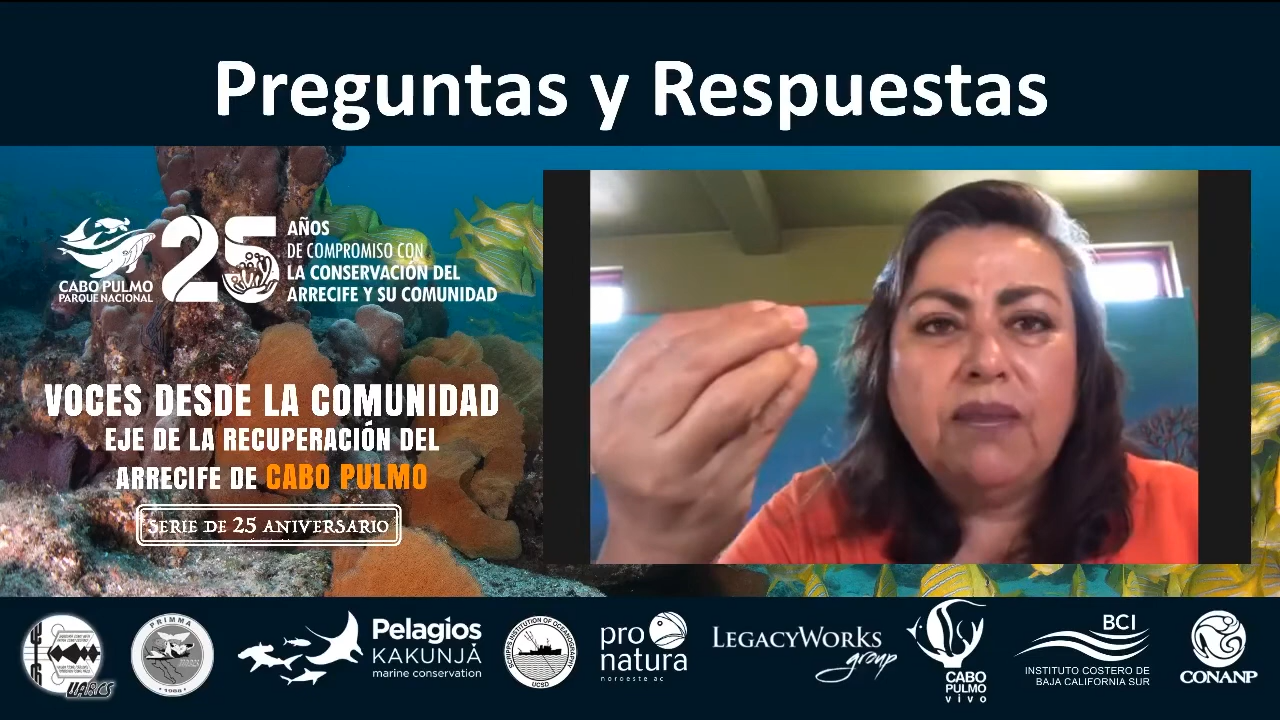 Preguntas y Respuestas
25 AÑOS
DE COMPROMISO CON
LA CONSERVACIÓN DEL
ARRECIFE Y SU COMUNIDAD
CABO PULMO
PARQUE NACIONAL
VOCES DESDE LA COMUNIDAD
EJE DE LA RECUPERACIÓN DEL
ARRECIFE DE CABO PULMO
SERIE DE 25 ANIVERSARIO
UABCS
PRIMMA
1988
Pelagios
KAKUNJÁ
marine conservation
SCRIPPS INSTITUTION OF OCEANOGRAPHY
UCSD
pro
natura
noroeste ac
LEGACYWORKS
group
CABO
PULMO
vivo
BCI
INSTITUTO COSTERO DE
BAJA CALIFORNIA SUR
CONANP